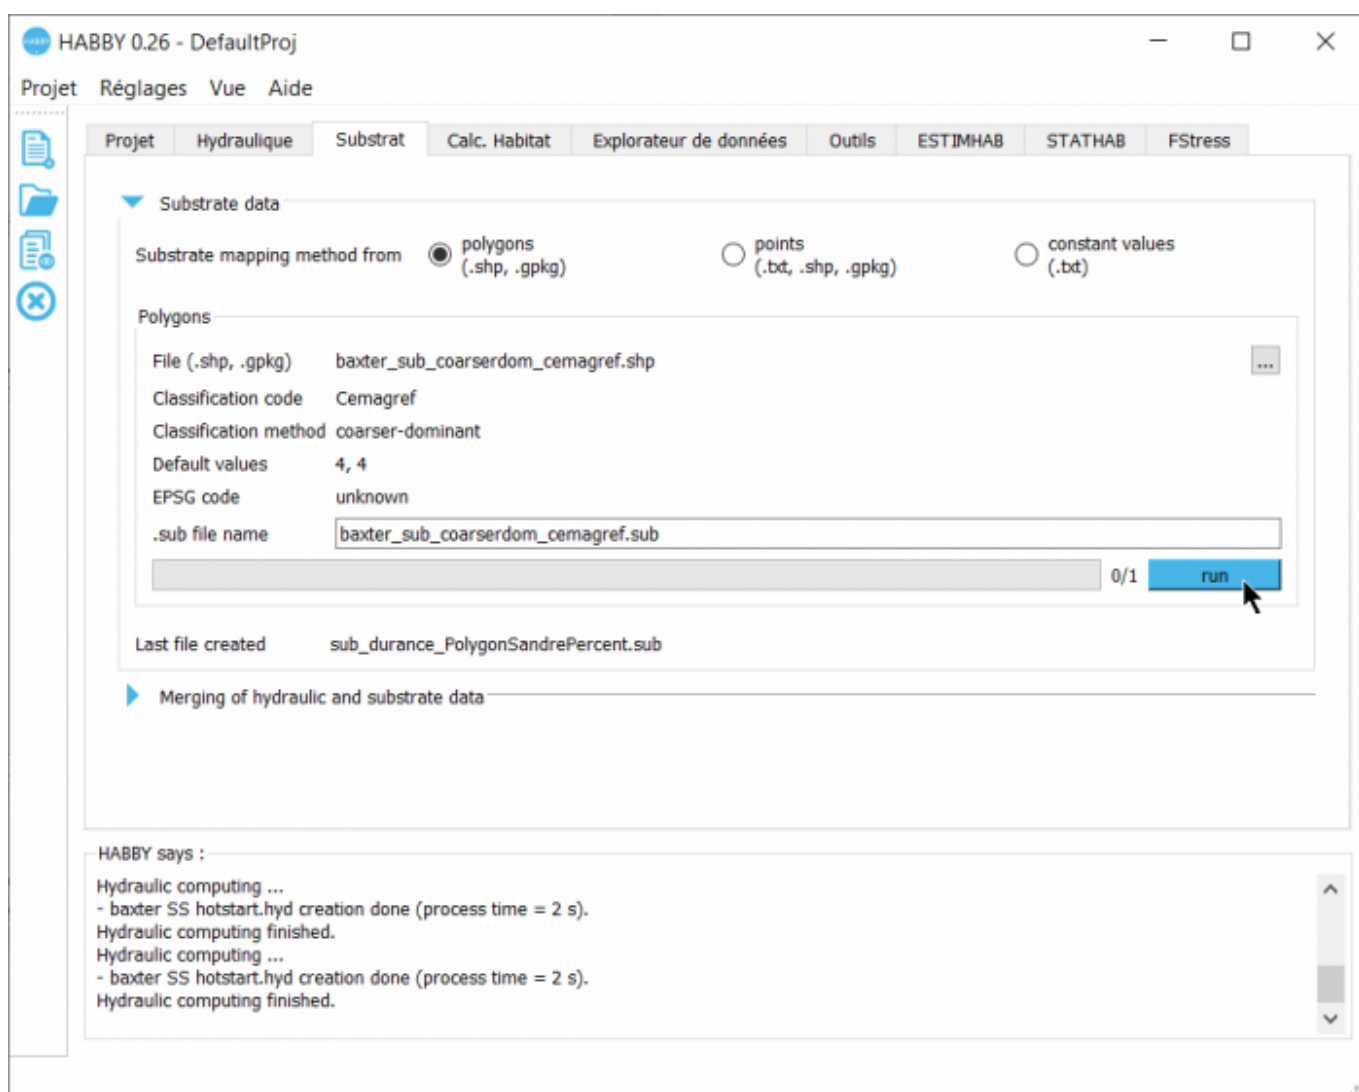 HABBY 0.26 - DefaultProj
Projet Réglages Vue Aide
Projet Hydraulique Substrat Calc. Habitat Explorateur de données Outils ESTIMHAB STATHAB FStress
Substrate data
Substrate mapping method from
polygons
(.shp, .gpkg)
points
(.txt, .shp, .gpkg)
constant values
(.txt)
Polygons
File (.shp, .gpkg) baxter_sub_coarserdom_cemagref.shp ...
Classification code Cemagref
Classification method coarser-dominant
Default values 4, 4
EPSG code unknown
.sub file name baxter_sub_coarserdom_cemagref.sub
0/1 run
Last file created sub_durance_PolygonSandrePercent.sub
Merging of hydraulic and substrate data
HABBY says :
Hydraulic computing ...
- baxter SS hotstart.hyd creation done (process time = 2 s).
Hydraulic computing finished.
Hydraulic computing ...
- baxter SS hotstart.hyd creation done (process time = 2 s).
Hydraulic computing finished.